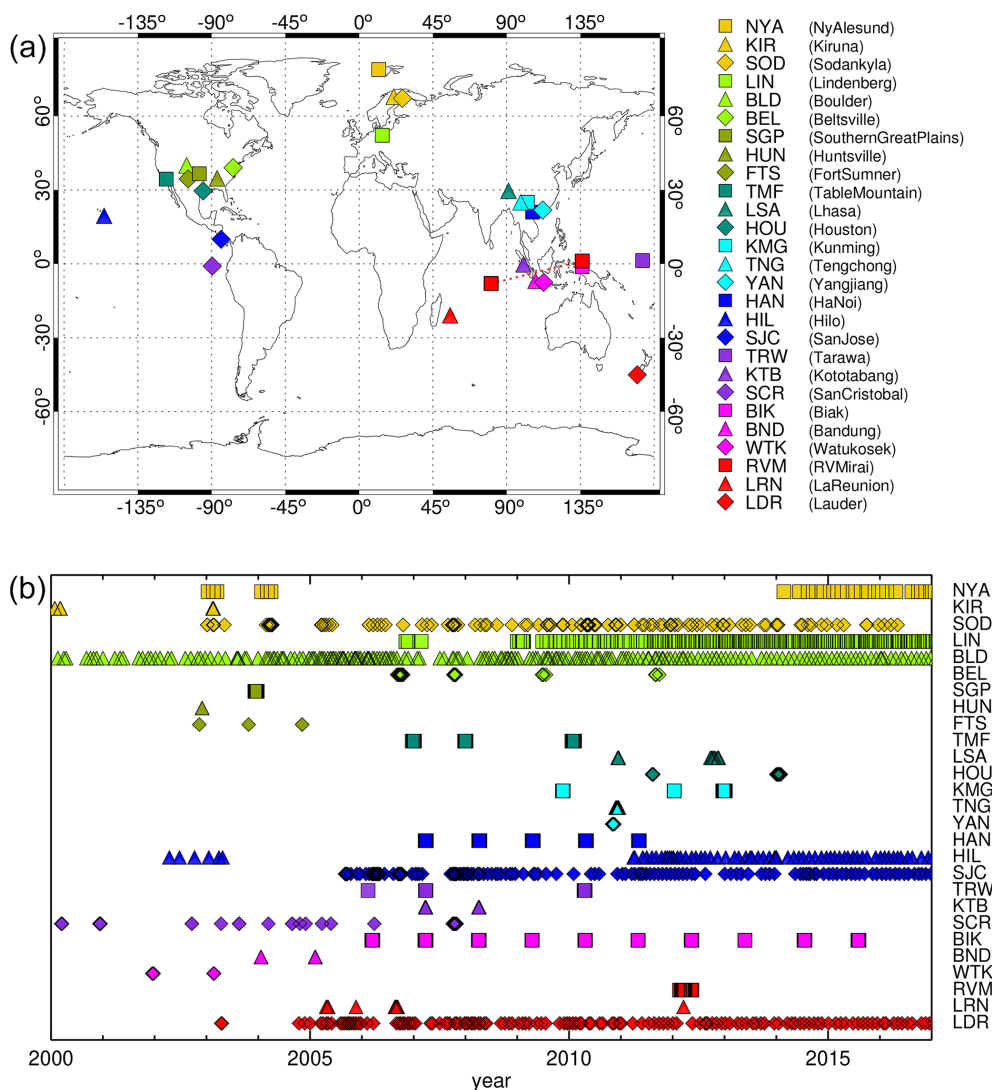 (a)
-135° -90° -45° 0° 45° 90° 135°
60° 60°
30° 30°
0° 0°
-30° -30°
-60° -60°
-135° -90° -45° 0° 45° 90° 135°
NYA (NyAlesund)
KIR (Kiruna)
SOD (Sodankyla)
LIN (Lindenberg)
BLD (Boulder)
BEL (Beltsville)
SGP (SouthernGreatPlains)
HUN (Huntsville)
FTS (FortSumner)
TMF (TableMountain)
LSA (Lhasa)
HOU (Houston)
KMG (Kunming)
TNG (Tengchong)
YAN (Yangjiang)
HAN (HaNoi)
HIL (Hilo)
SJC (SanJose)
TRW (Tarawa)
KTB (Kototabang)
SCR (SanCristobal)
BIK (Biak)
BND (Bandung)
WTK (Watukosek)
RVM (RVMirai)
LRN (LaReunion)
LDR (Lauder)
(b)
NYA
KIR
SOD
LIN
BLD
BEL
SGP
HUN
FTS
TMF
LSA
HOU
KMG
TNG
YAN
HAN
HIL
SJC
TRW
KTB
SCR
BIK
BND
WTK
RVM
LRN
LDR
2000 2005 2010 2015
year